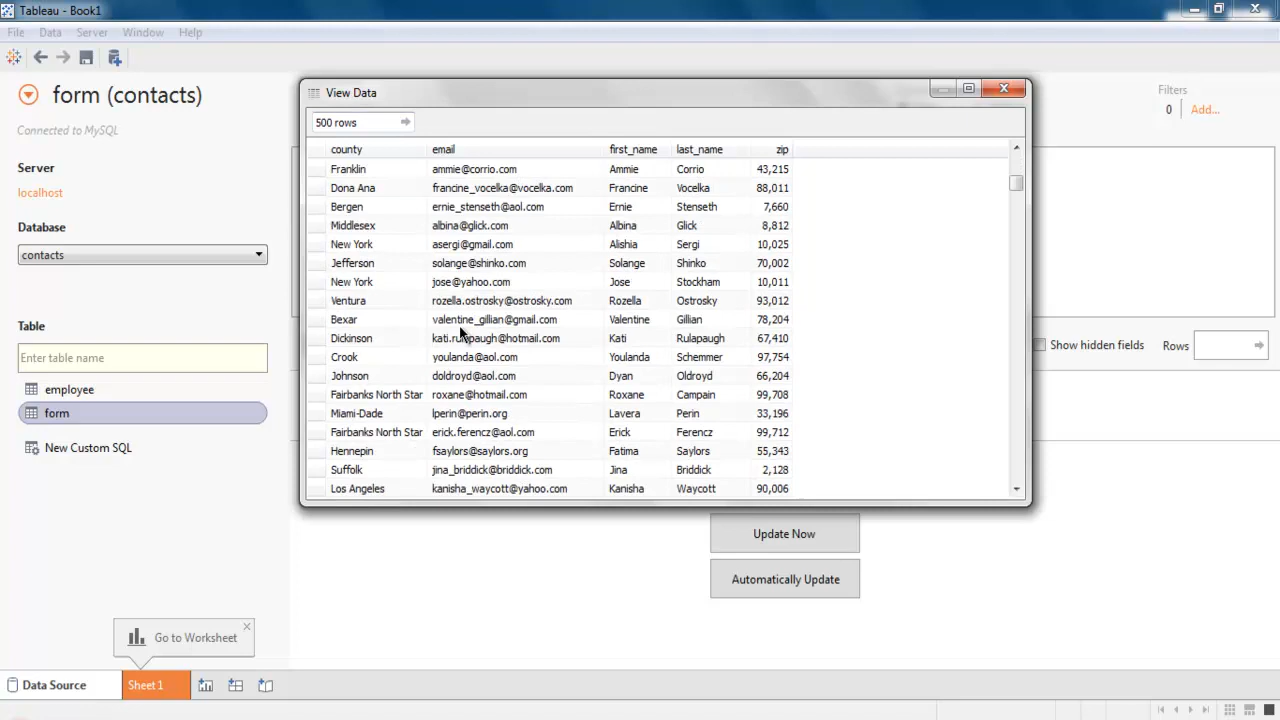 Tableau - Book1
File Data Server Window Help
form (contacts)
Connected to MySQL
Server
localhost
Database
contacts
Table
Enter table name
employee
form
New Custom SQL
Filters
0 Add...
View Data
500 rows
county email first_name last_name zip
Franklin ammie@corrio.com Ammie Corrio 43,215
Dona Ana francine_vocelka@vocelka.com Francine Vocelka 88,011
Bergen ernie_stenseth@aol.com Ernie Stenseth 7,660
Middlesex albina@glick.com Albina Glick 8,812
New York asergi@gmail.com Alishia Sergi 10,025
Jefferson solange@shinko.com Solange Shinko 70,002
New York jose@yahoo.com Jose Stockham 10,011
Ventura rozella.ostrosky@ostrosky.com Rozella Ostrosky 93,012
Bexar valentine_gillian@gmail.com Valentine Gillian 78,204
Dickinson kati.rulapaugh@hotmail.com Kati Rulapaugh 67,410
Crook youlanda@aol.com Youlanda Schemmer 97,754
Johnson doldroyd@aol.com Dyan Oldroyd 66,204
Fairbanks North Star roxane@hotmail.com Roxane Campain 99,708
Miami-Dade lperin@perin.org Lavera Perin 33,196
Fairbanks North Star erick.ferencz@aol.com Erick Ferencz 99,712
Hennepin fsaylors@saylors.org Fatima Saylors 55,343
Suffolk jina_briddick@briddick.com Jina Briddick 2,128
Los Angeles kanisha_waycott@yahoo.com Kanisha Waycott 90,006
Show hidden fields Rows
Update Now
Automatically Update
Go to Worksheet
Data Source Sheet 1